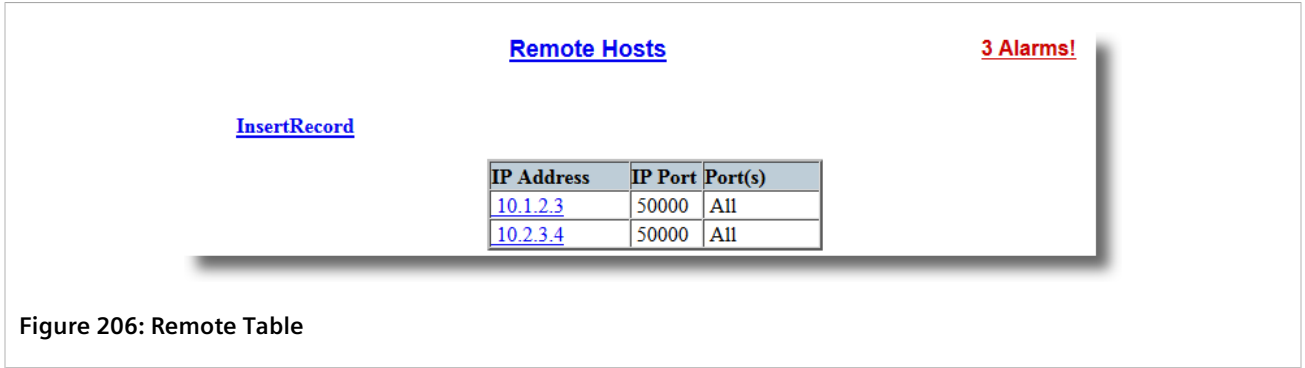 Remote Hosts 3 Alarms!
InsertRecord
IP Address IP Port Port(s)
10.1.2.3 50000 All
10.2.3.4 50000 All
Figure 206: Remote Table